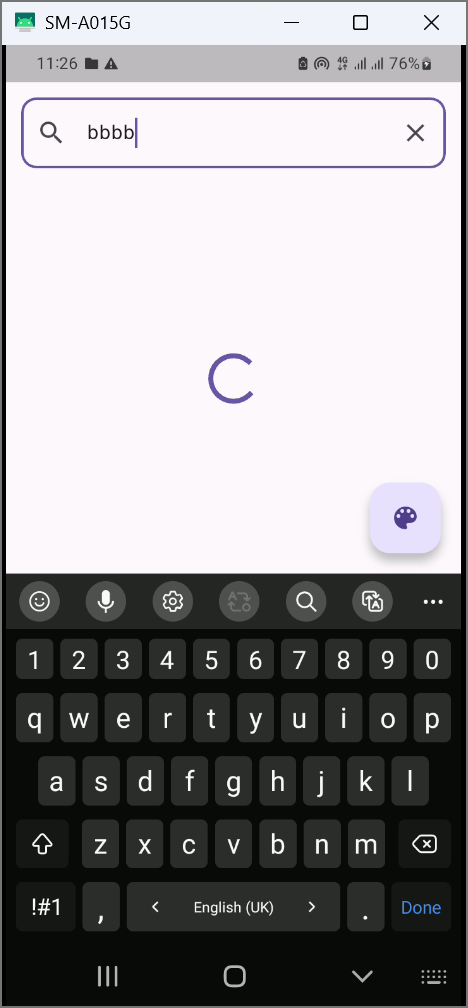 SM-A015G
11:26 4G 76%
bbbb
1 2 3 4 5 6 7 8 9 0
q w e r t y u i o p
a s d f g h j k l
z x c v b n m
!#1 , < English (UK) > . Done